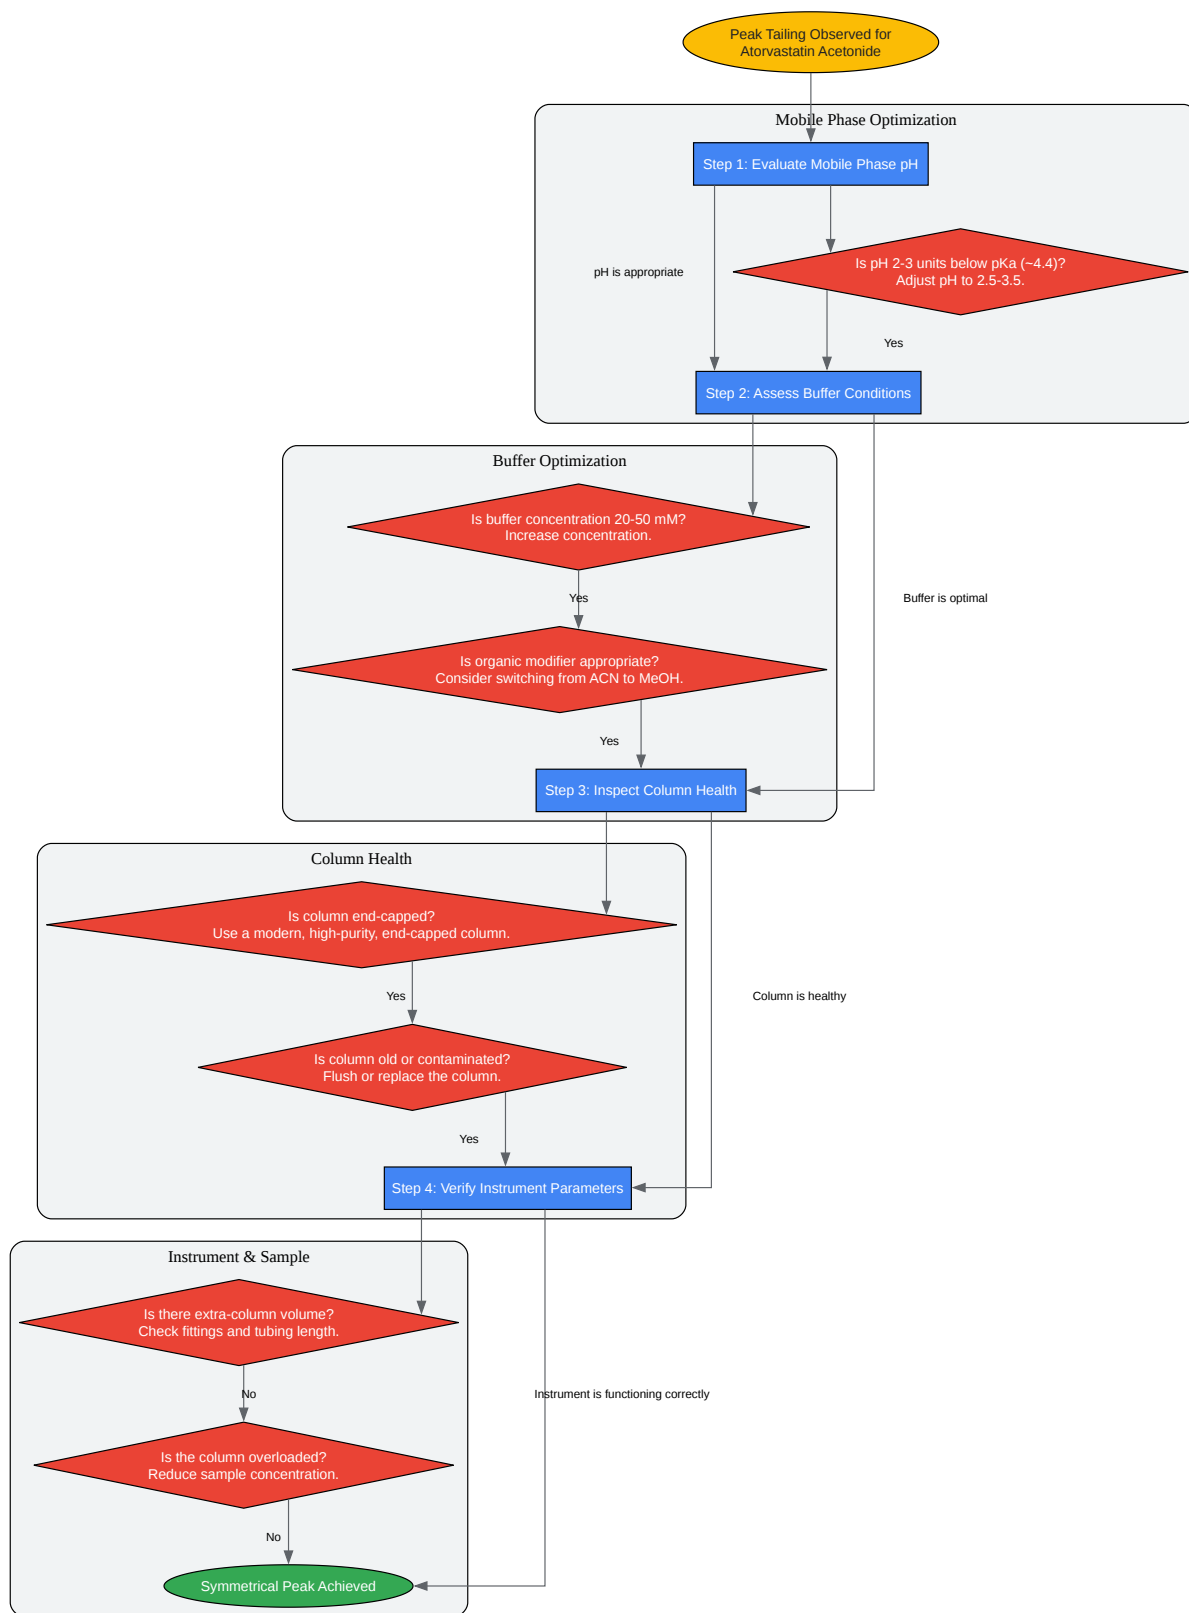 Peak Tailing Observed for
Atorvastatin Acetonide
Mobile Phase Optimization
Step 1: Evaluate Mobile Phase pH
Is pH 2-3 units below pKa (~4.4)?
Adjust pH to 2.5-3.5.
pH is appropriate
Yes
Step 2: Assess Buffer Conditions
Buffer Optimization
Is buffer concentration 20-50 mM?
Increase concentration.
Yes
Buffer is optimal
Is organic modifier appropriate?
Consider switching from ACN to MeOH.
Yes
Step 3: Inspect Column Health
Column Health
Is column end-capped?
Use a modern, high-purity, end-capped column.
Yes
Column is healthy
Is column old or contaminated?
Flush or replace the column.
Yes
Step 4: Verify Instrument Parameters
Instrument & Sample
Is there extra-column volume?
Check fittings and tubing length.
No
Instrument is functioning correctly
Is the column overloaded?
Reduce sample concentration.
No
Symmetrical Peak Achieved